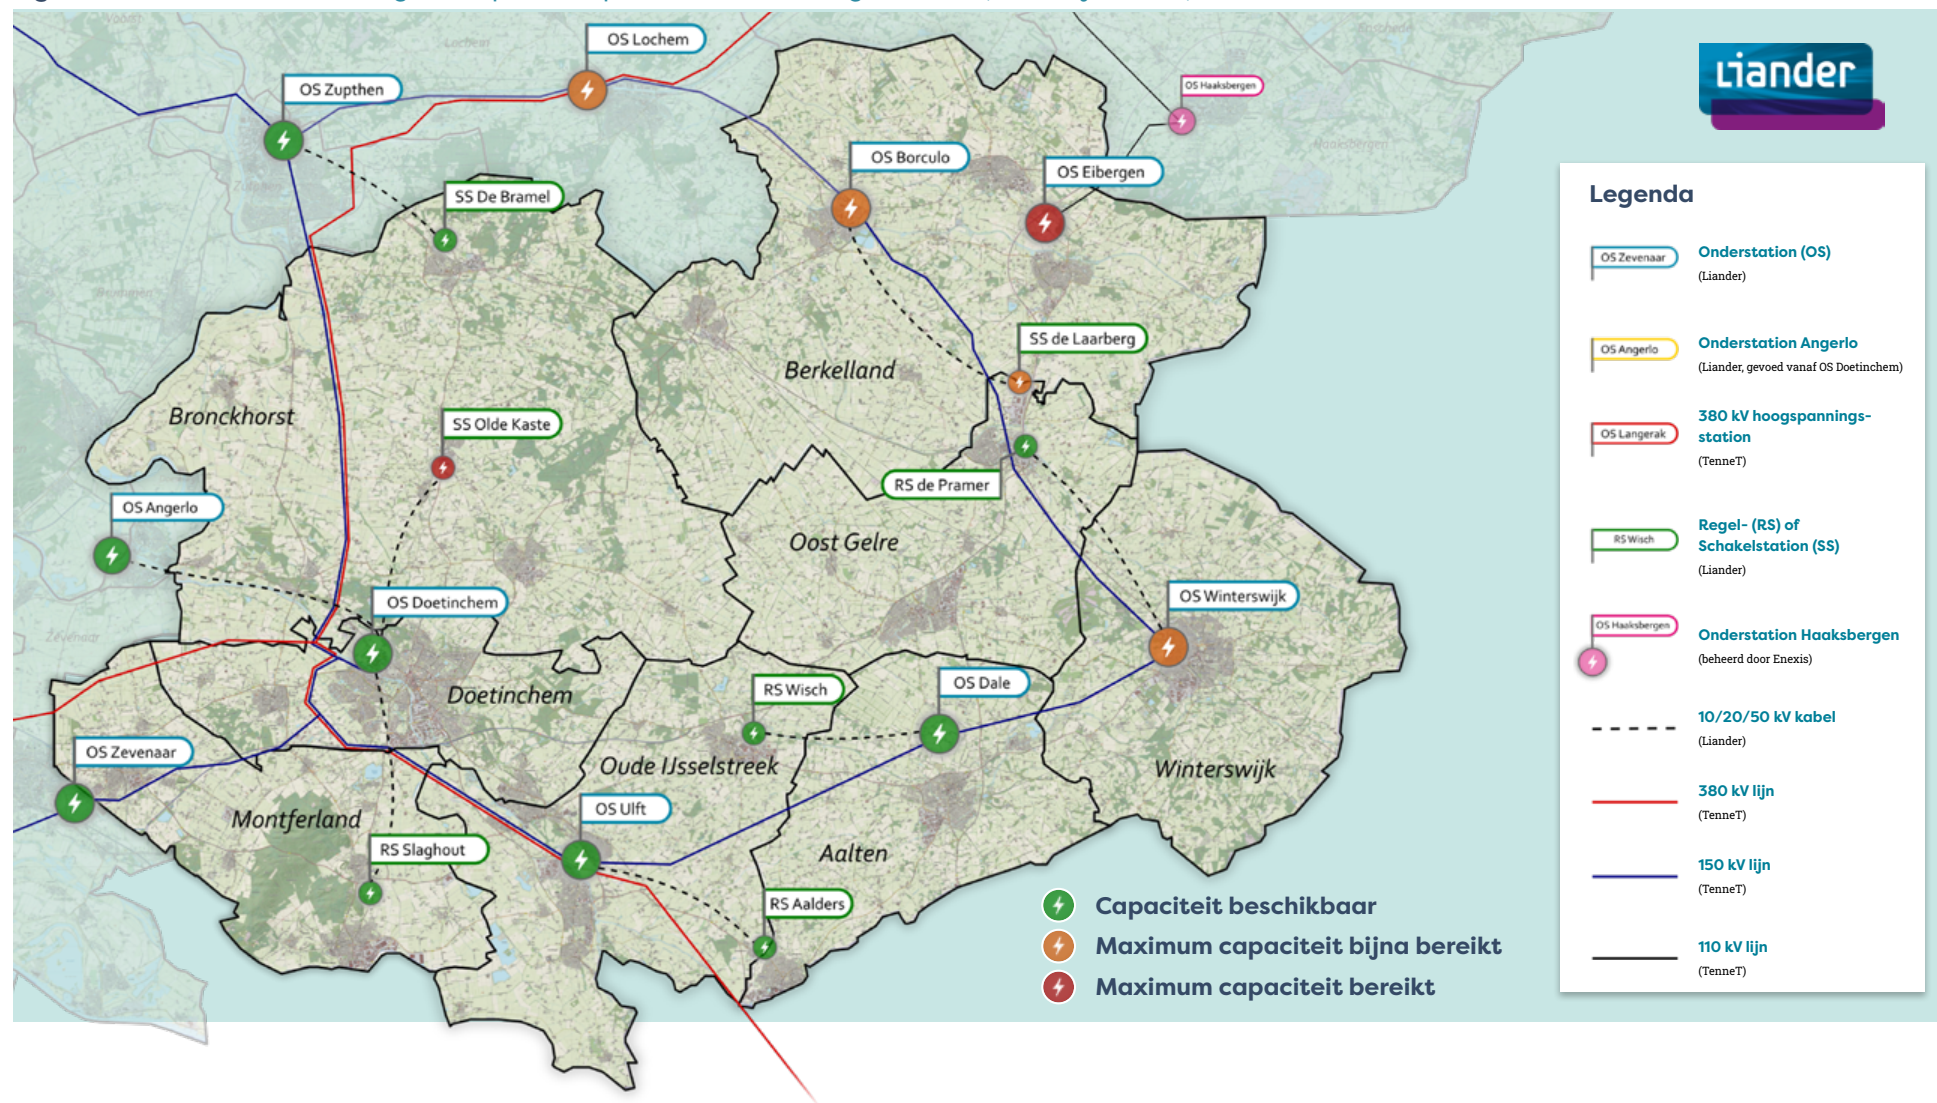 OS Lochem
OS Zupthen
OS Haaksbergen
OS Borculo
OS Eibergen
SS De Bramel
SS de Laarberg
Berkelland
Bronckhorst
SS Olde Kaste
RS de Pramer
OS Angerlo
Oost Gelre
OS Doetinchem
OS Winterswijk
Doetinchem
RS Wisch
OS Dale
OS Zevenaar
Oude IJsselstreek
Winterswijk
Montferland
OS Ulft
RS Slaghout
Aalten
RS Aalders
Lochem
Haaksbergen
Zutphen
Brummen
Zevenaar
Capaciteit beschikbaar
Maximum capaciteit bijna bereikt
Maximum capaciteit bereikt
Liander
Legenda
OS Zevenaar
Onderstation (OS)
(Liander)
OS Angerlo
Onderstation Angerlo
(Liander, gevoed vanaf OS Doetinchem)
OS Langerak
380 kV hoogspannings-
station
(TenneT)
RS Wisch
Regel- (RS) of
Schakelstation (SS)
(Liander)
OS Haaksbergen
Onderstation Haaksbergen
(beheerd door Enexis)
10/20/50 kV kabel
(Liander)
380 kV lijn
(TenneT)
150 kV lijn
(TenneT)
110 kV lijn
(TenneT)